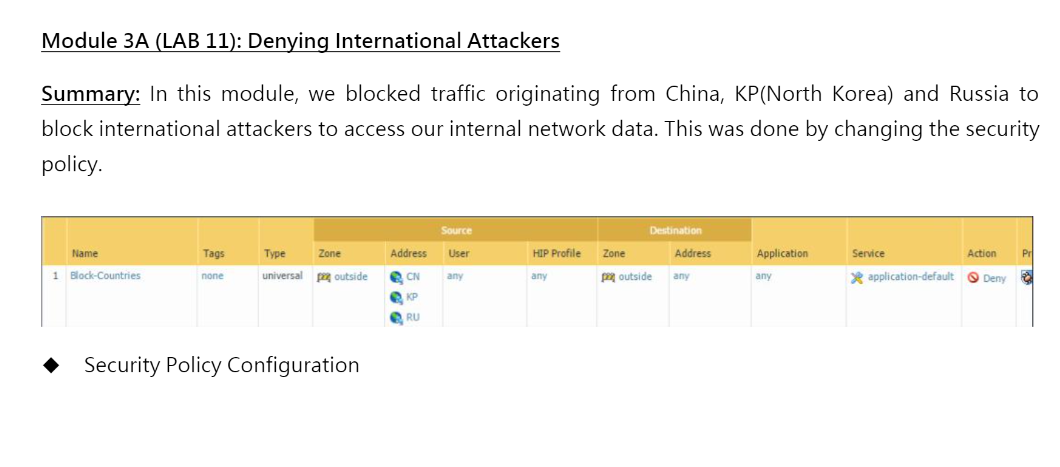 Module 3A (LAB 11): Denying International Attackers
Summary: In this module, we blocked traffic originating from China, KP(North Korea) and Russia to
block international attackers to access our internal network data. This was done by changing the security
policy.
Source Destination
Name Tags Type Zone Address User HIP Profile Zone Address Application Service Action Pr
1 Block-Countries none universal outside CN any any outside any any application-default Deny
KP
RU
Security Policy Configuration